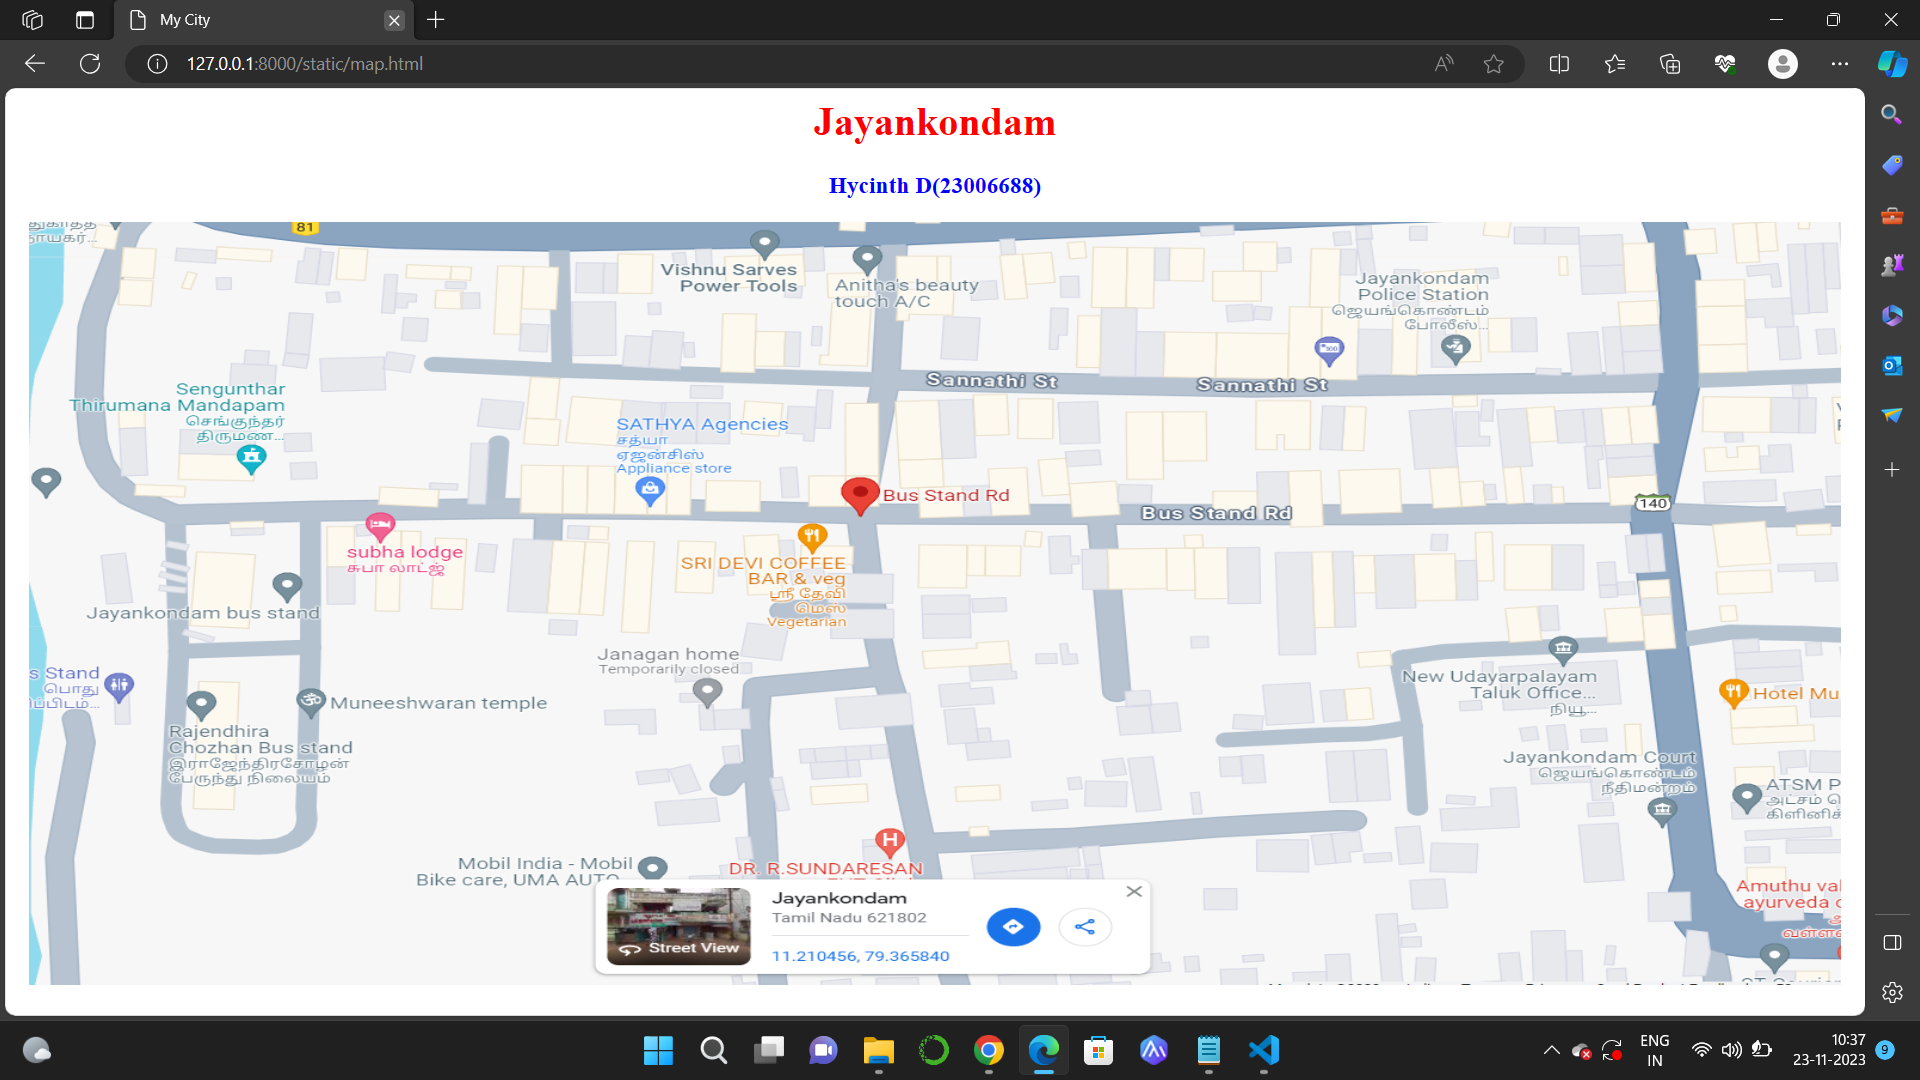 My City
127.0.0.1:8000/static/map.html
Jayankondam
Hycinth D(23006688)
81
Vishnu Sarves
Power Tools
Anitha's beauty
touch A/C
Jayankondam
Police Station
ஜெயங்கொண்டம்
போலீஸ்...
Sannathi St
Sannathi St
Sengunthar
Thirumana Mandapam
செங்குந்தர்
திருமண...
SATHYA Agencies
சத்யா
ஏஜன்சிஸ்
Appliance store
Bus Stand Rd
Bus Stand Rd
140
subha lodge
சுபா லாட்ஜ்
SRI DEVI COFFEE
BAR & veg
ஸ்ரீ தேவி
மெஸ்
Vegetarian
Jayankondam bus stand
Janagan home
Temporarily closed
s Stand
பொது
New Udayarpalayam
Taluk Office...
நியூ...
Hotel Mu
Muneeshwaran temple
Rajendhira
Chozhan Bus stand
இராஜேந்திரசோழன்
பேருந்து நிலையம்
Jayankondam Court
ஜெயங்கொண்டம்
நீதிமன்றம்
ATSM P
அட்சம்
கிளினிக்
Mobil India - Mobil
Bike care, UMA AUTO
DR. R.SUNDARESAN
Amuthu val
ayurveda
Jayankondam
Tamil Nadu 621802
11.210456, 79.365840
Street View
ENG
IN
10:37
23-11-2023
9